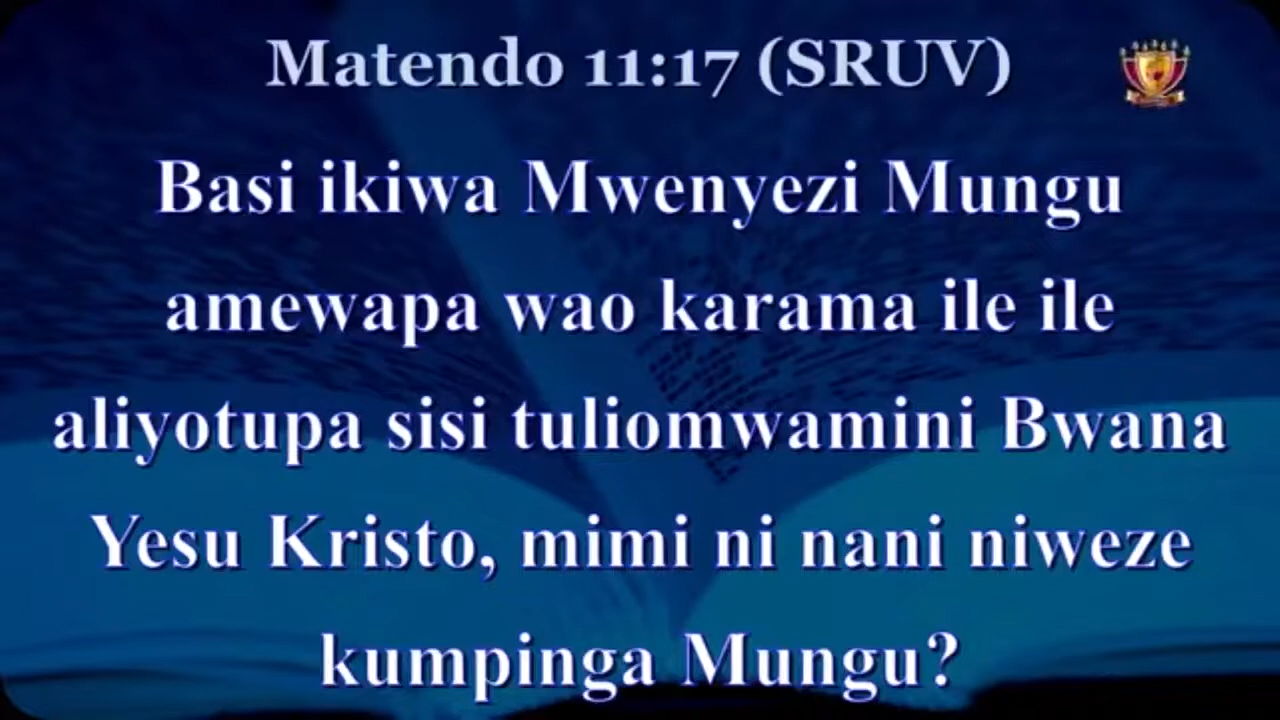 Matendo 11:17 (SRUV)
Basi ikiwa Mwenyezi Mungu
amewapa wao karama ile ile
aliyotupa sisi tuliomwamini Bwana
Yesu Kristo, mimi ni nani niweze
kumpinga Mungu?